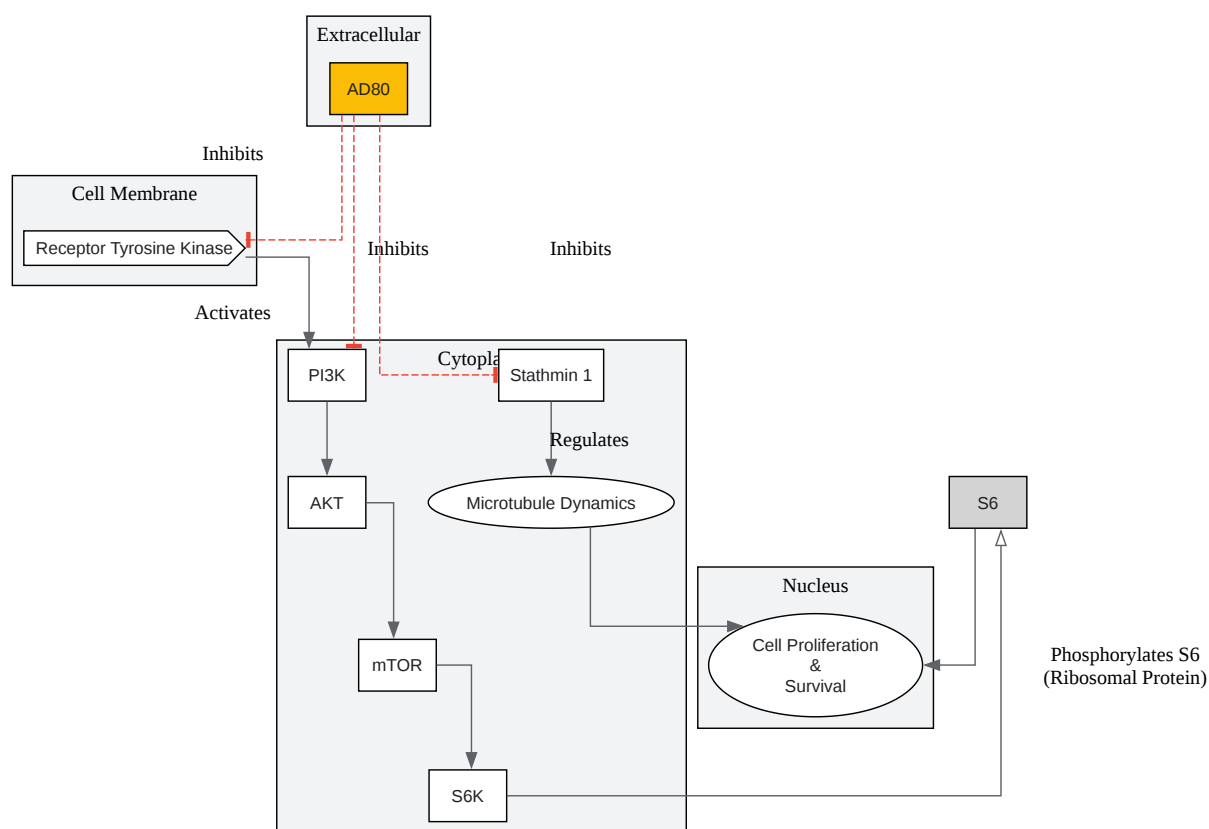 Extracellular
AD80
Inhibits
Cell Membrane
Receptor Tyrosine Kinase
Inhibits
Inhibits
Activates
PI3K
Stathmin 1
Regulates
AKT
Microtubule Dynamics
S6
Nucleus
Cell Proliferation
&
Survival
mTOR
Phosphorylates S6
(Ribosomal Protein)
S6K